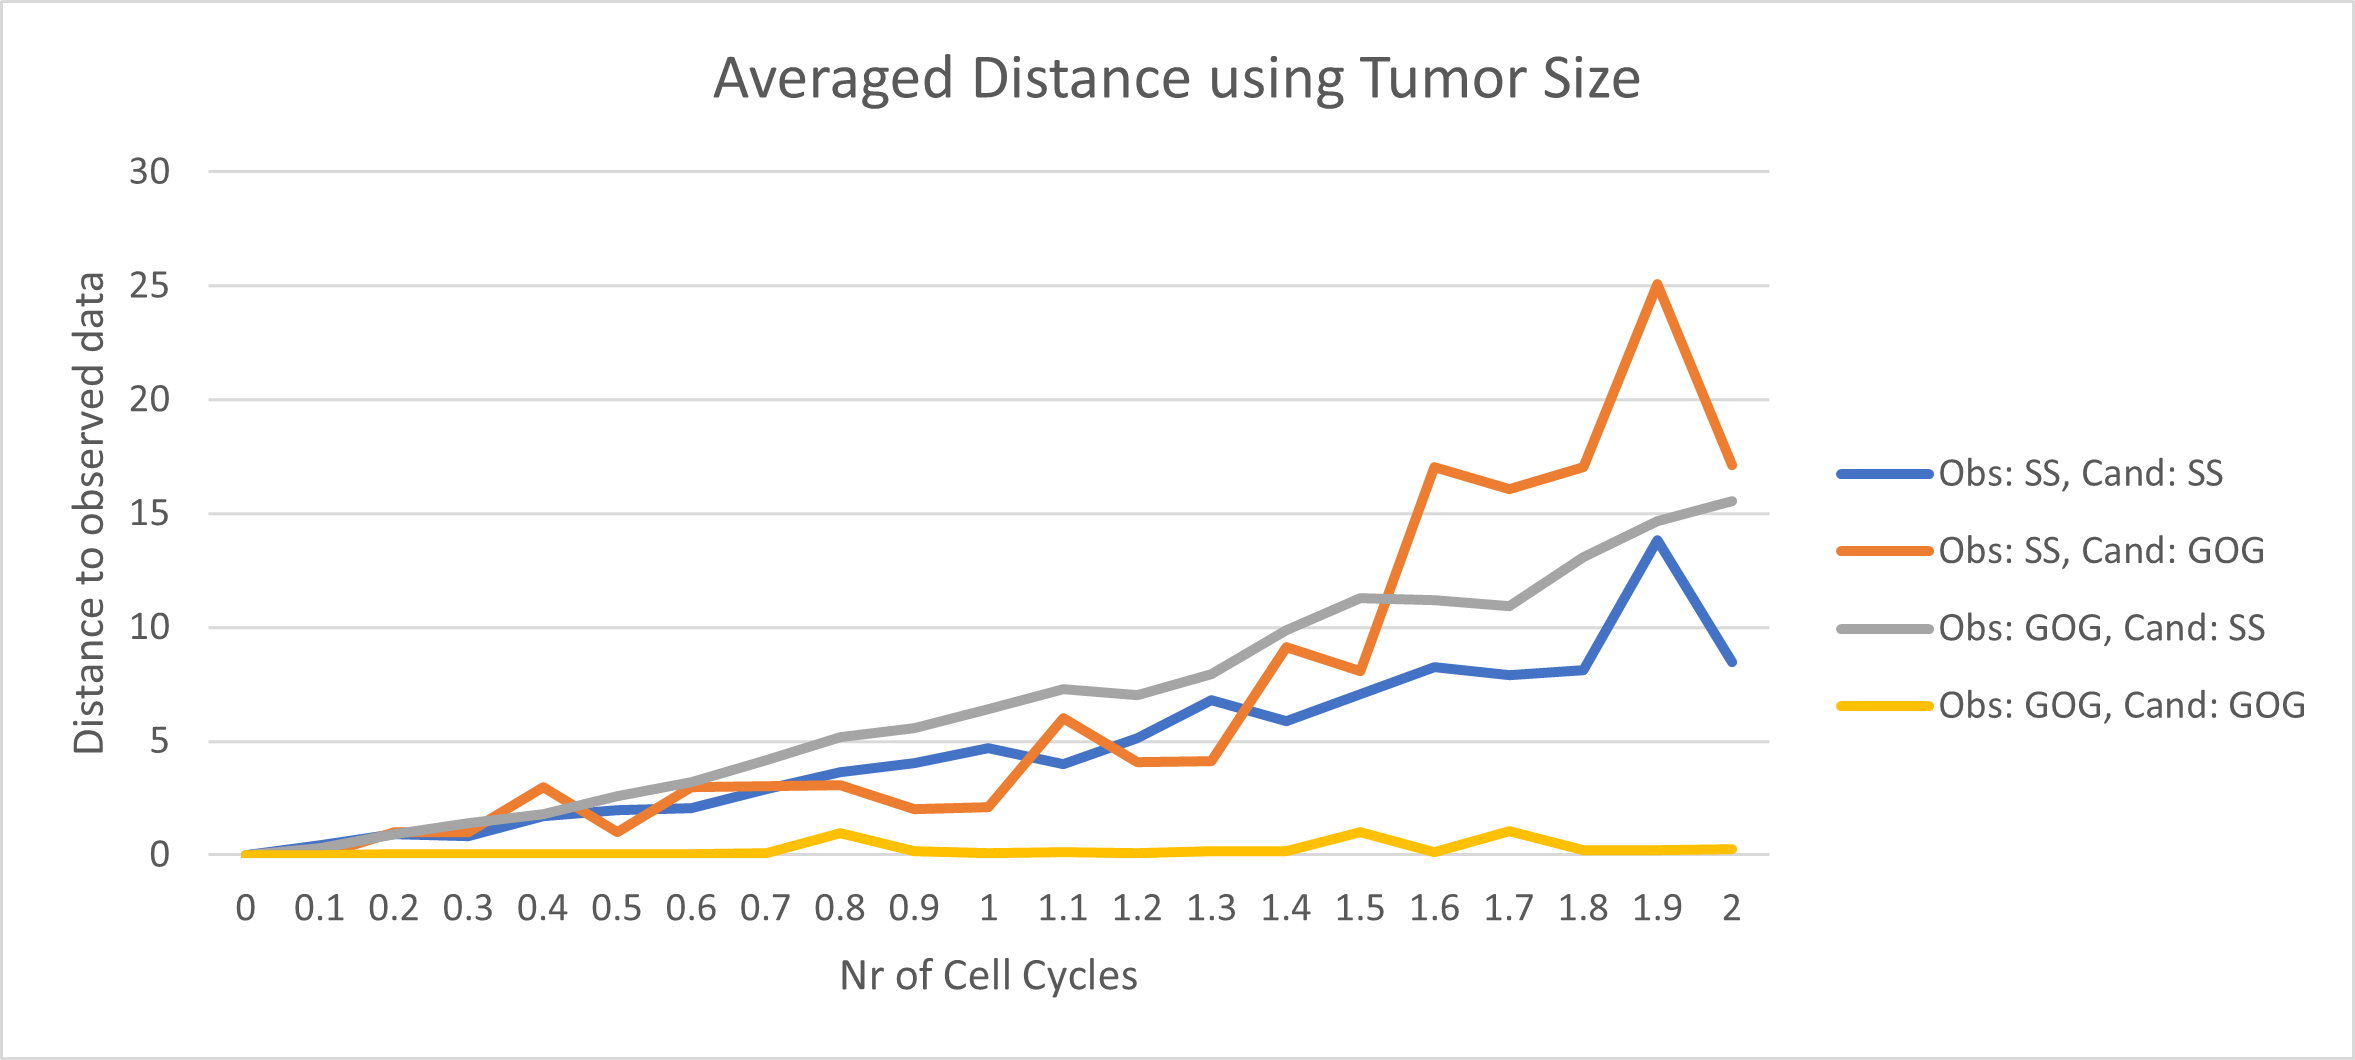 Averaged Distance using Tumor Size
Distance to observed data
30
25
20
15
10
5
0
0 0.1 0.2 0.3 0.4 0.5 0.6 0.7 0.8 0.9 1 1.1 1.2 1.3 1.4 1.5 1.6 1.7 1.8 1.9 2
Nr of Cell Cycles
Obs: SS, Cand: SS
Obs: SS, Cand: GOG
Obs: GOG, Cand: SS
Obs: GOG, Cand: GOG